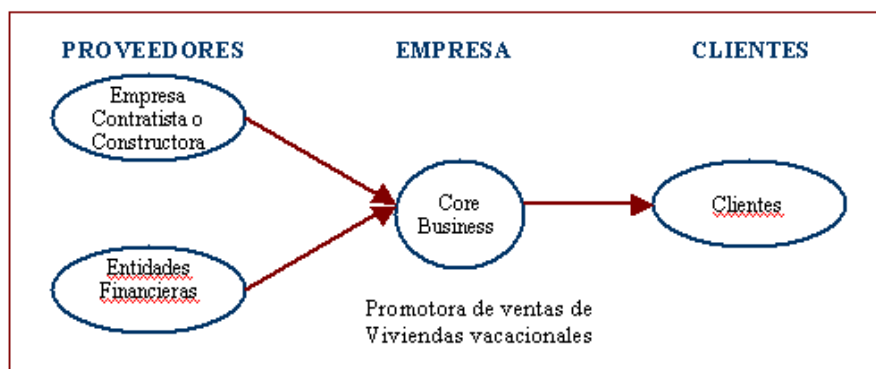 PROVEEDORES EMPRESA CLIENTES
Empresa
Contratista o
Constructora
Core
Business
Clientes
Entidades
Financieras
Promotora de ventas de
Viviendas vacacionales